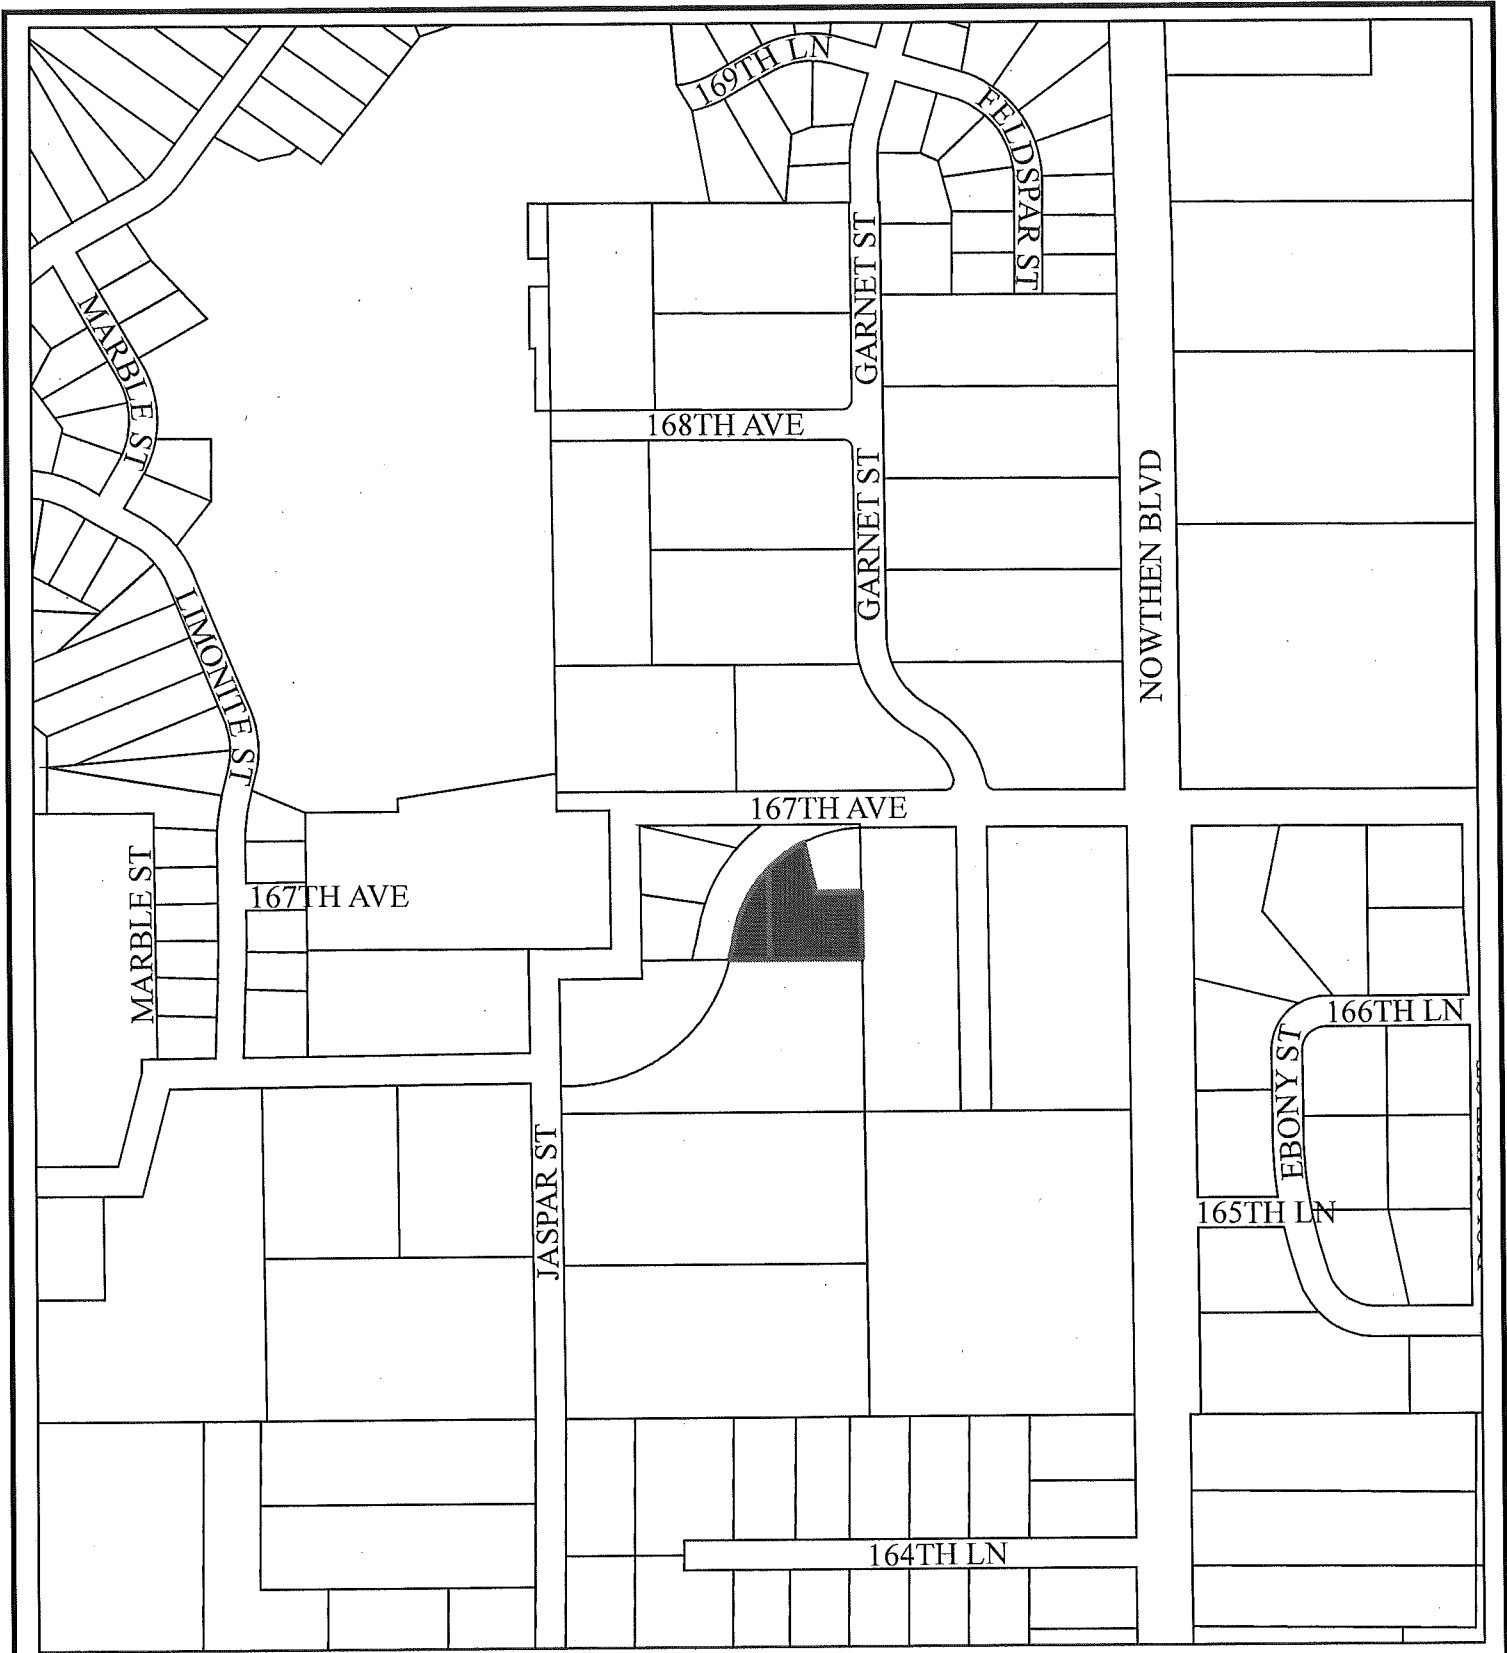 169TH LN
FELDSPAR ST
GARNET ST
MARBLE ST
168TH AVE
GARNET ST
NOWTHEN BLVD
LIMONITE ST
167TH AVE
MARBLE ST
167TH AVE
166TH LN
EBONY ST
JASPAR ST
165TH LN
164TH LN